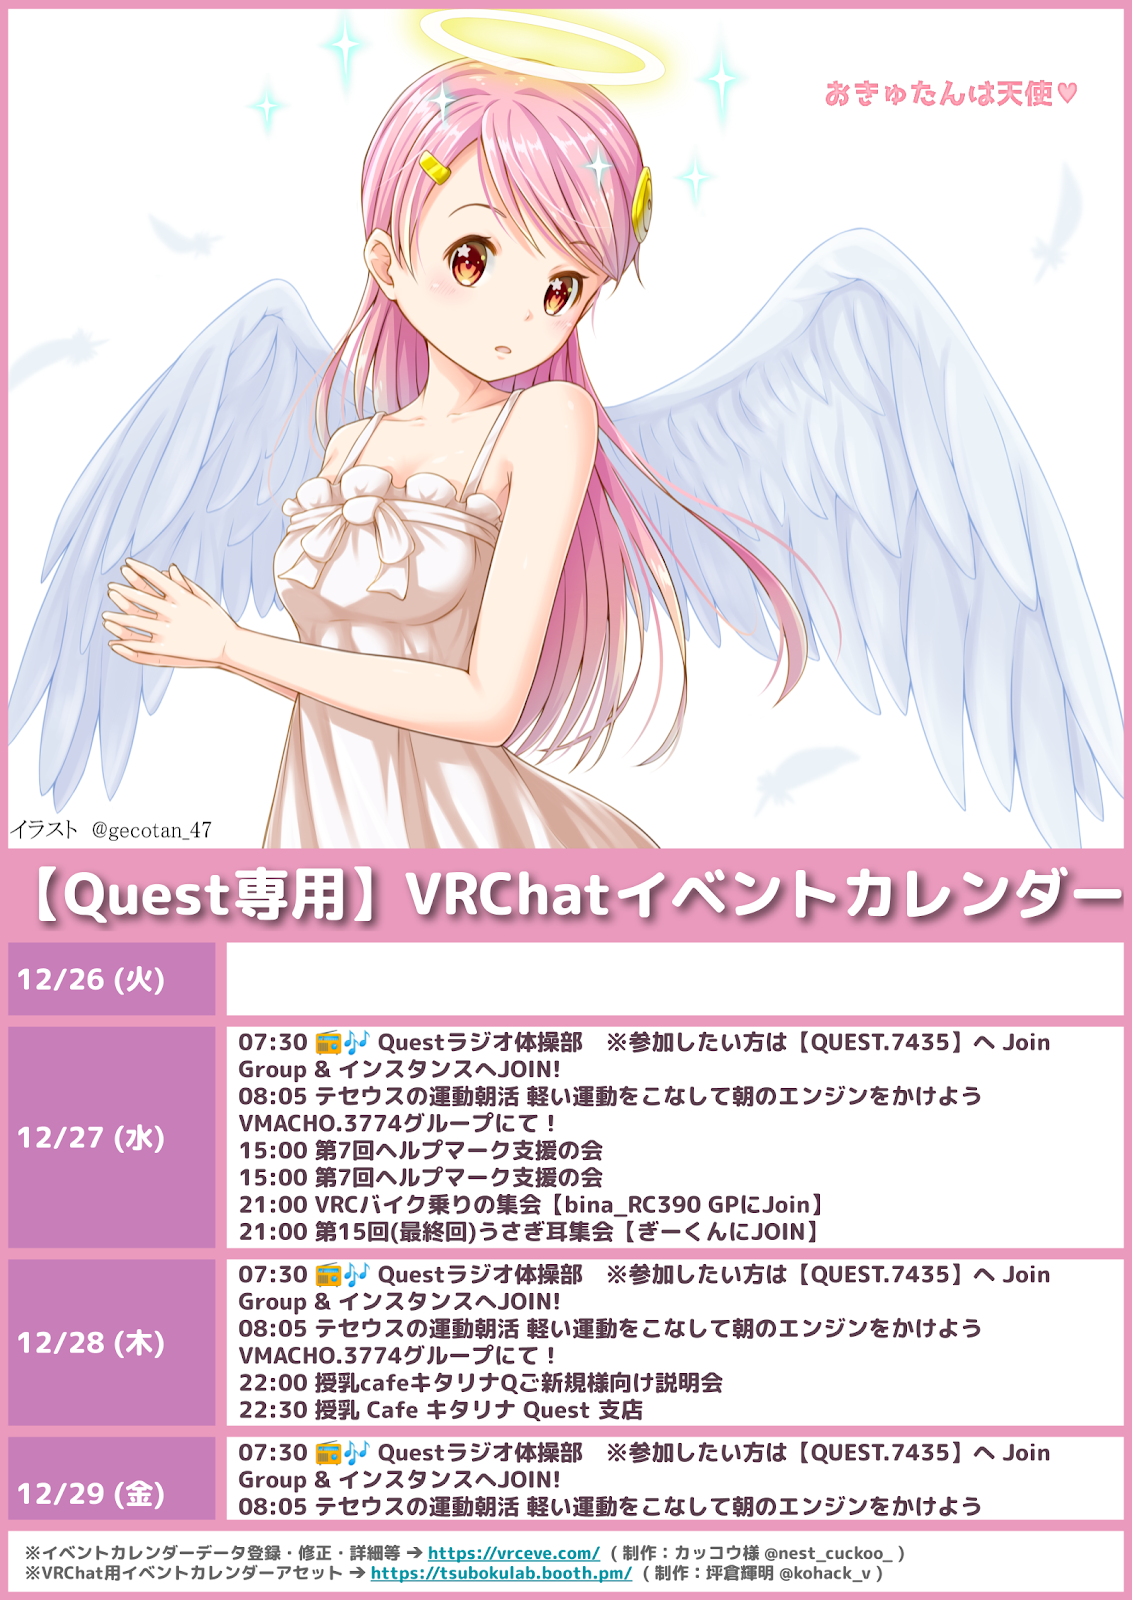 おきゅたんは天使♥
イラスト @gecotan_47
【Quest専用】VRChatイベントカレンダー
12/26 (火)
12/27 (水)
07:30 📻🎶 Questラジオ体操部　※参加したい方は【QUEST.7435】へ Join
Group & インスタンスへJOIN!
08:05 テセウスの運動朝活 軽い運動をこなして朝のエンジンをかけよう
VMACHO.3774グループにて！
15:00 第7回ヘルプマーク支援の会
15:00 第7回ヘルプマーク支援の会
21:00 VRCバイク乗りの集会【bina_RC390 GPにJoin】
21:00 第15回(最終回)うさぎ耳集会【ぎーくんにJOIN】
12/28 (木)
07:30 📻🎶 Questラジオ体操部　※参加したい方は【QUEST.7435】へ Join
Group & インスタンスへJOIN!
08:05 テセウスの運動朝活 軽い運動をこなして朝のエンジンをかけよう
VMACHO.3774グループにて！
22:00 授乳cafeキタリナQご新規様向け説明会
22:30 授乳 Cafe キタリナ Quest 支店
12/29 (金)
07:30 📻🎶 Questラジオ体操部　※参加したい方は【QUEST.7435】へ Join
Group & インスタンスへJOIN!
08:05 テセウスの運動朝活 軽い運動をこなして朝のエンジンをかけよう
※イベントカレンダーデータ登録・修正・詳細等 ➔ https://vrceve.com/ ( 制作：カッコウ様 @nest_cuckoo_ )
※VRChat用イベントカレンダーアセット ➔ https://tsubokulab.booth.pm/ ( 制作：坪倉輝明 @kohack_v )